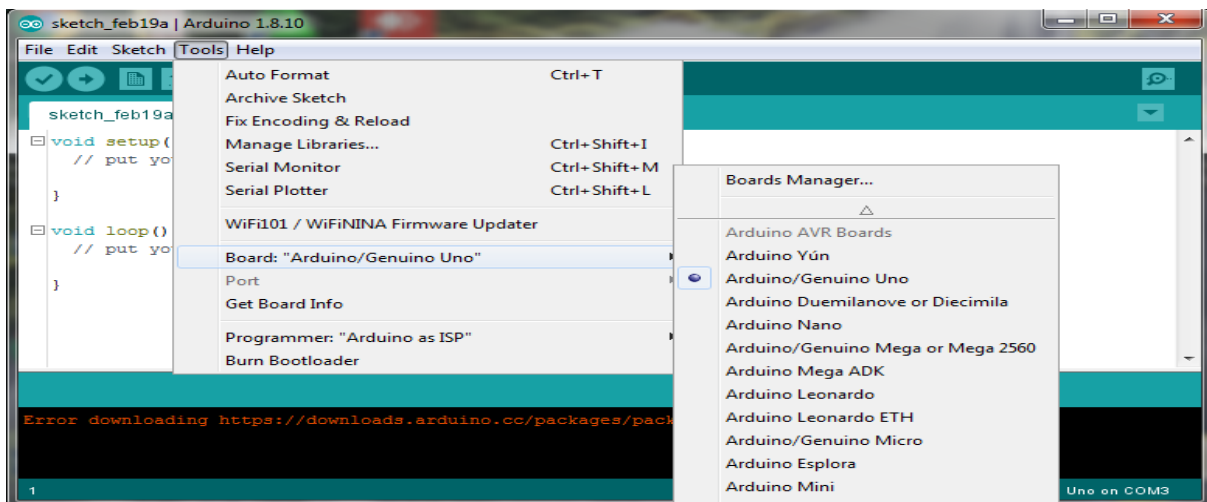 sketch_feb19a | Arduino 1.8.10
File Edit Sketch Tools Help
sketch_feb19a
void setup(
// put yo
}
void loop()
// put yo
}
Auto Format Ctrl+T
Archive Sketch
Fix Encoding & Reload
Manage Libraries... Ctrl+Shift+I
Serial Monitor Ctrl+Shift+M
Serial Plotter Ctrl+Shift+L
WiFi101 / WiFiNINA Firmware Updater
Board: "Arduino/Genuino Uno"
Port
Get Board Info
Programmer: "Arduino as ISP"
Burn Bootloader
Boards Manager...
Arduino AVR Boards
Arduino Yún
Arduino/Genuino Uno
Arduino Duemilanove or Diecimila
Arduino Nano
Arduino/Genuino Mega or Mega 2560
Arduino Mega ADK
Arduino Leonardo
Arduino Leonardo ETH
Arduino/Genuino Micro
Arduino Esplora
Arduino Mini
Error downloading https://downloads.arduino.cc/packages/pack
1 Uno on COM3